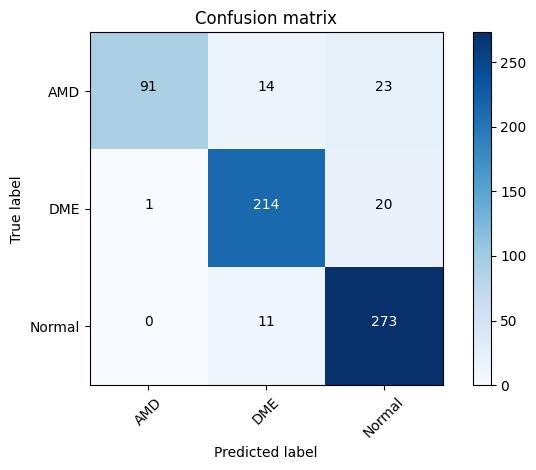 Confusion matrix
True label
AMD 91 14 23
DME 1 214 20
Normal 0 11 273
AMD DME Normal
Predicted label
250
200
150
100
50
0